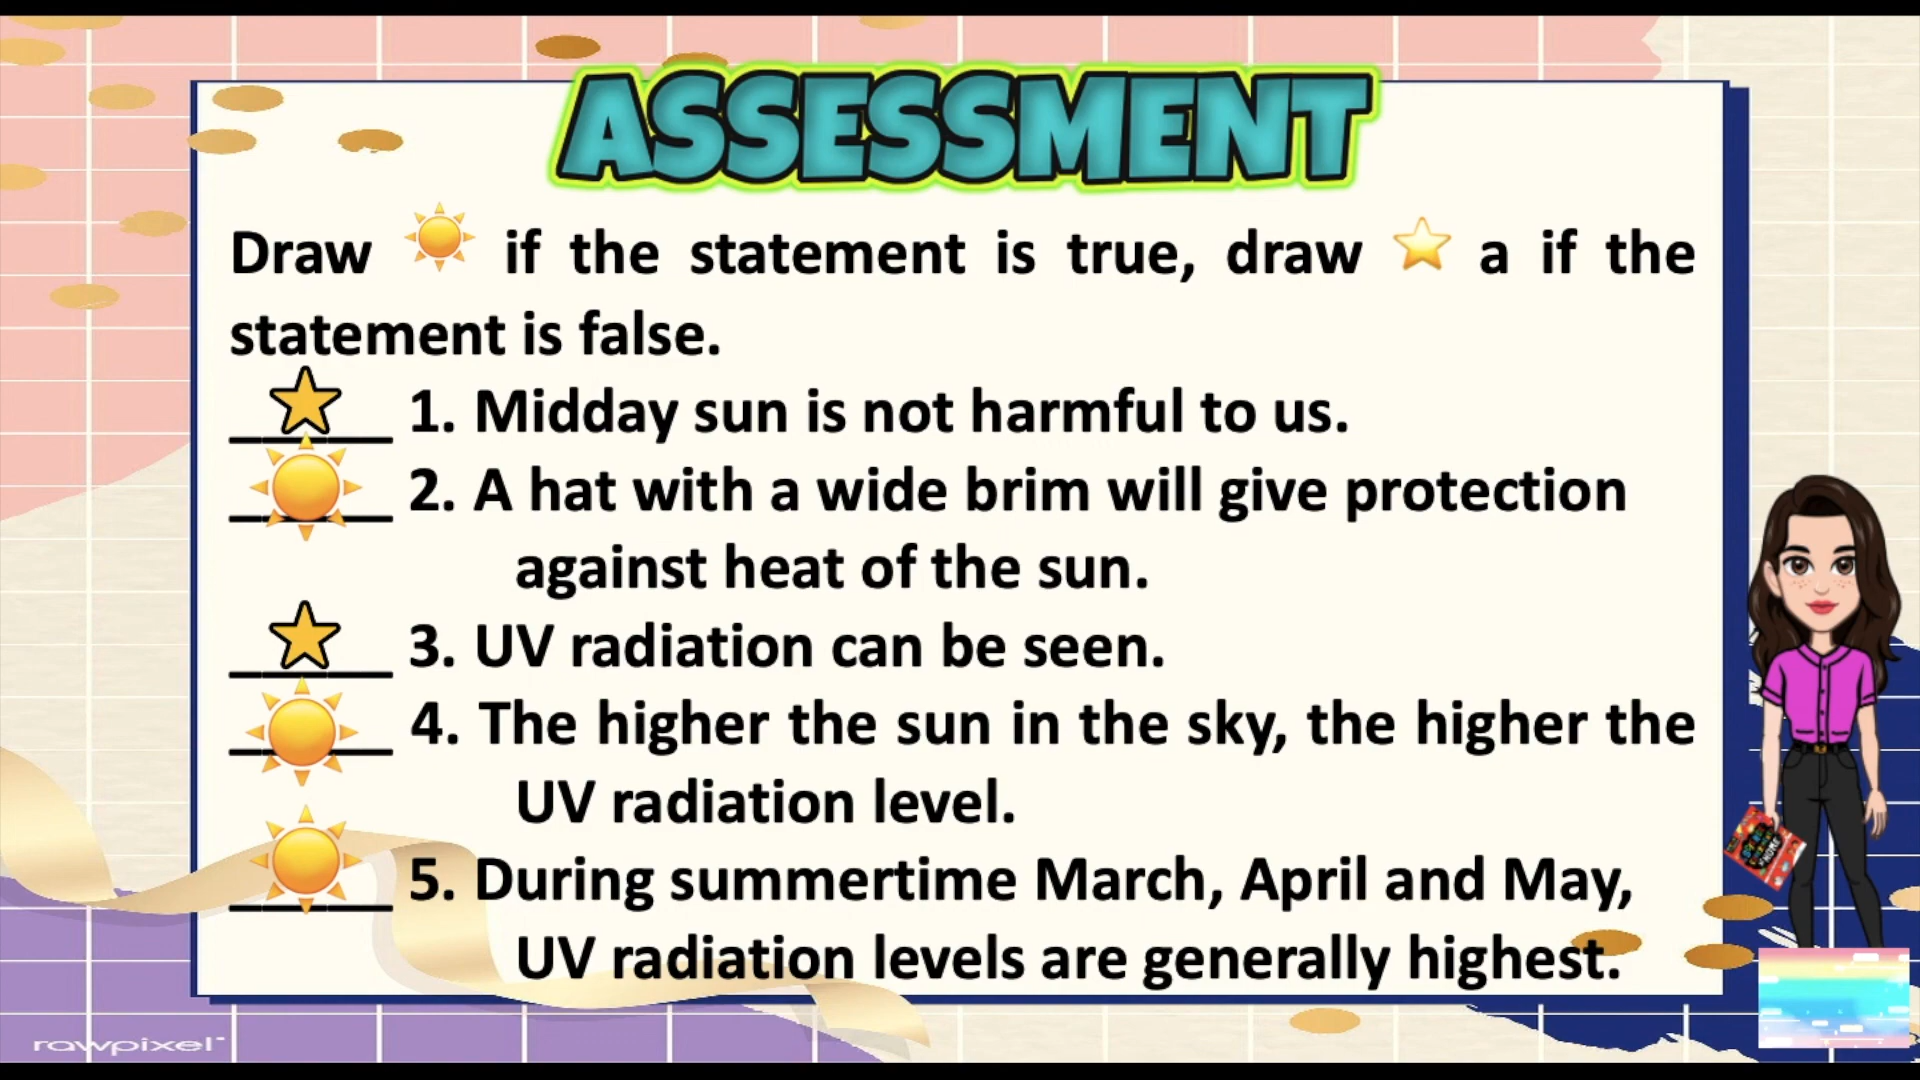 ASSESSMENT
Draw if the statement is true, draw a if the
statement is false.
1. Midday sun is not harmful to us.
2. A hat with a wide brim will give protection
against heat of the sun.
3. UV radiation can be seen.
4. The higher the sun in the sky, the higher the
UV radiation level.
5. During summertime March, April and May,
UV radiation levels are generally highest.
rawpixel